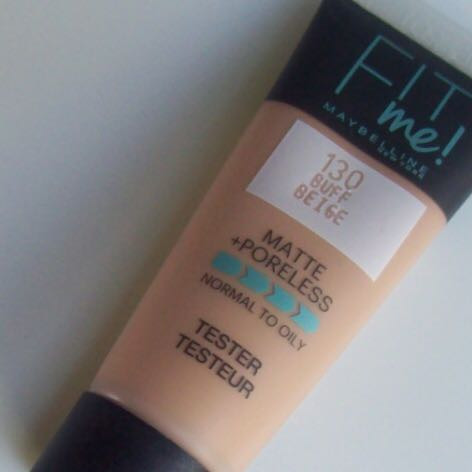 FIT
me!
MAYBELLINE
NEW YORK
130
BUFF
BEIGE
MATTE
+PORELESS
NORMAL TO OILY
TESTER
TESTEUR